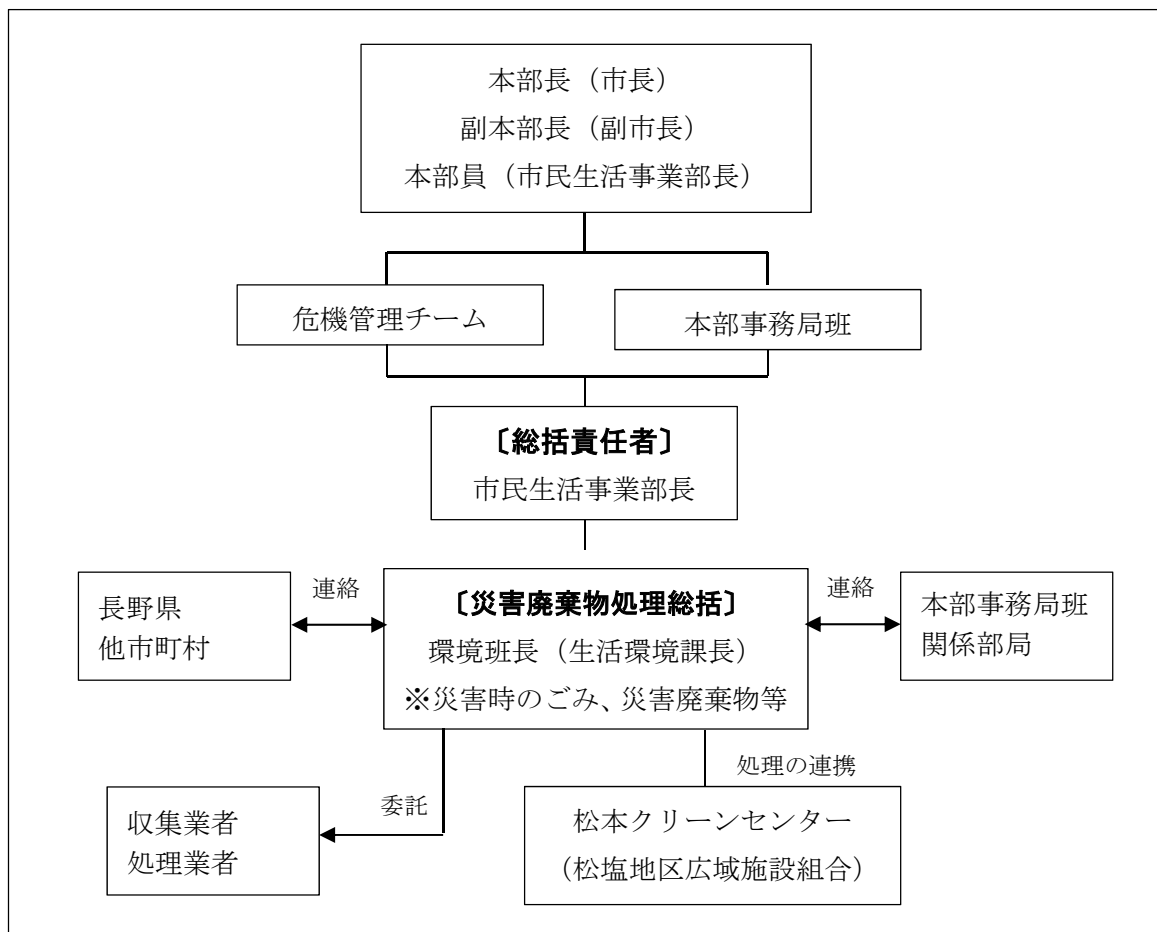 本部長（市長）
副本部長（副市長）
本部員（市民生活事業部長）
危機管理チーム
本部事務局班
〔総括責任者〕
市民生活事業部長
長野県
他市町村
連絡
〔災害廃棄物処理総括〕
環境班長（生活環境課長）
※災害時のごみ、災害廃棄物等
連絡
本部事務局班
関係部局
収集業者
処理業者
委託
処理の連携
松本クリーンセンター
（松塩地区広域施設組合）